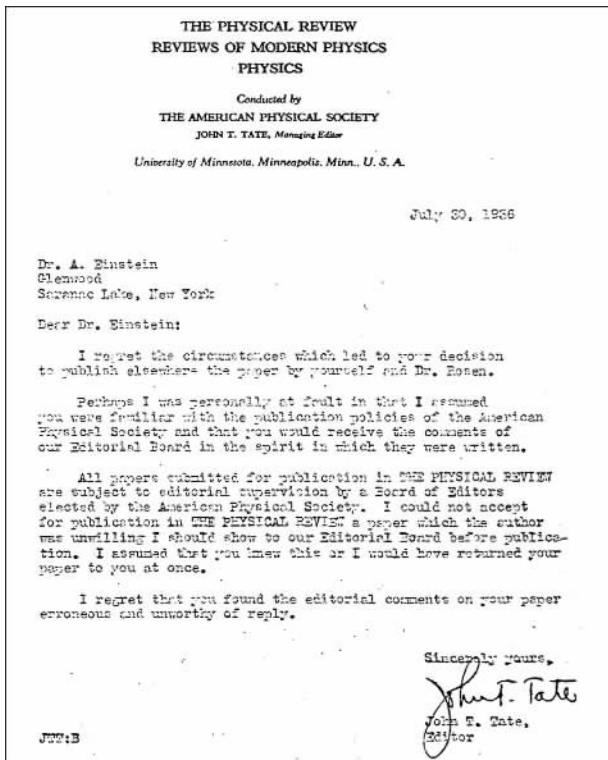 THE PHYSICAL REVIEW
REVIEWS OF MODERN PHYSICS
PHYSICS
Conducted by
THE AMERICAN PHYSICAL SOCIETY
JOHN T. TATE, Managing Editor
University of Minnesota, Minneapolis, Minn., U. S. A.
July 30, 1936
Dr. A. Einstein
Glenwood
Saranac Lake, New York
Dear Dr. Einstein:
I regret the circumstances which led to your decision
to publish elsewhere the paper by yourself and Dr. Rosen.
Perhaps I was personally at fault in that I assumed
you were familiar with the publication policies of the American
Physical Society and that you would receive the comments of
our Editorial Board in the spirit in which they were written.
All papers submitted for publication in THE PHYSICAL REVIEW
are subject to editorial supervision by a Board of Editors
elected by the American Physical Society. I could not accept
for publication in THE PHYSICAL REVIEW a paper which the author
was unwilling I should show to our Editorial Board before publica-
tion. I assumed that you knew this or I would have returned your
paper to you at once.
I regret that you found the editorial comments on your paper
erroneous and unworthy of reply.
Sincerely yours,
John T. Tate
John T. Tate,
Editor
JTT:B